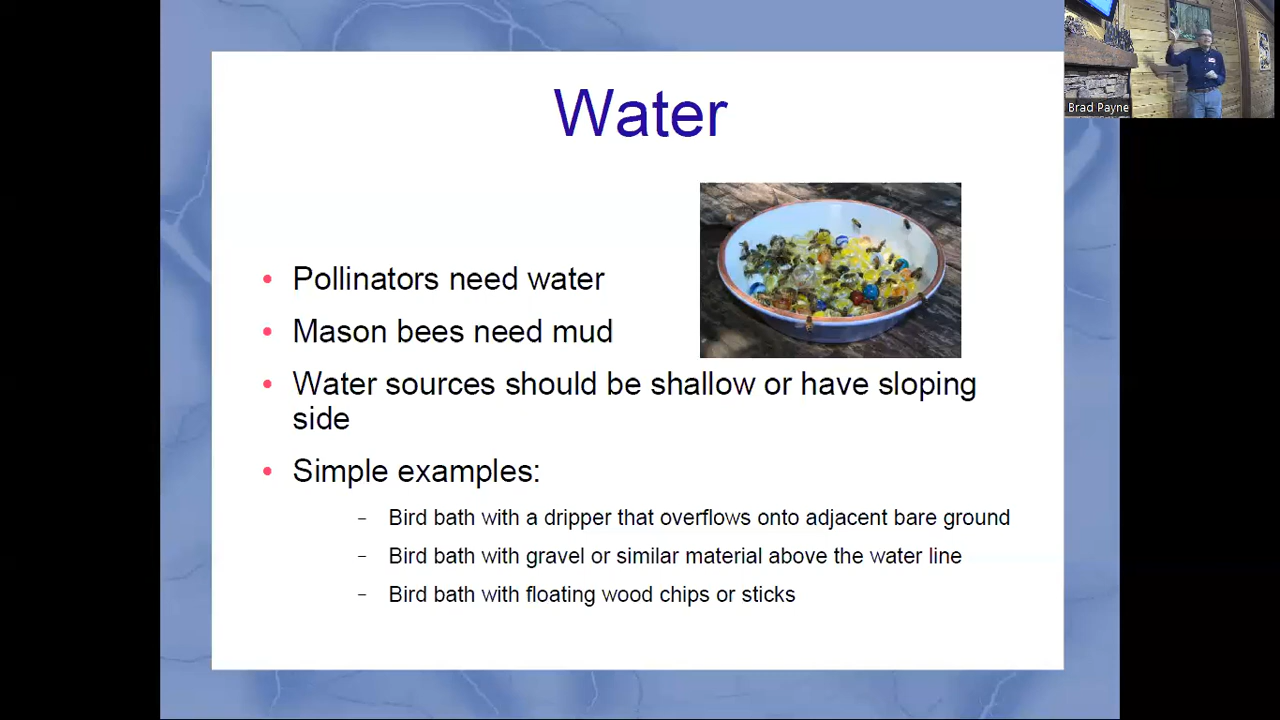 Water
Brad Payne
• Pollinators need water
• Mason bees need mud
• Water sources should be shallow or have sloping
side
• Simple examples:
– Bird bath with a dripper that overflows onto adjacent bare ground
– Bird bath with gravel or similar material above the water line
– Bird bath with floating wood chips or sticks